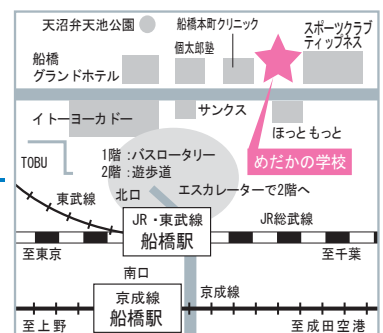 天沼弁天池公園
船橋本町クリニック
スポーツクラブ
ティップネス
個太郎塾
船橋
グランドホテル
イトーヨーカドー
サンクス
ほっともっと
TOBU
1階:バスロータリー
2階:遊歩道
めだかの学校
北口
エスカレーターで2階へ
東武線
JR・東武線
船橋駅
JR総武線
至東京
至千葉
南口
京成線
船橋駅
京成線
至上野
至成田空港